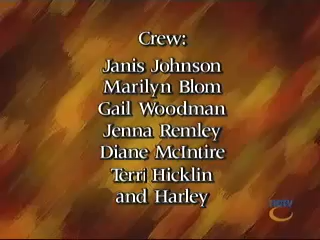 Crew:
Janis Johnson
Marilyn Blom
Gail Woodman
Jenna Remley
Diane McIntire
Terri Hicklin
and Harley